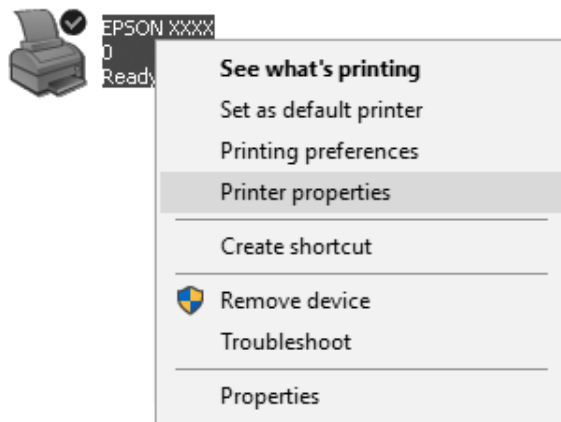 EPSON XXXX
0
Ready
See what's printing
Set as default printer
Printing preferences
Printer properties
Create shortcut
Remove device
Troubleshoot
Properties